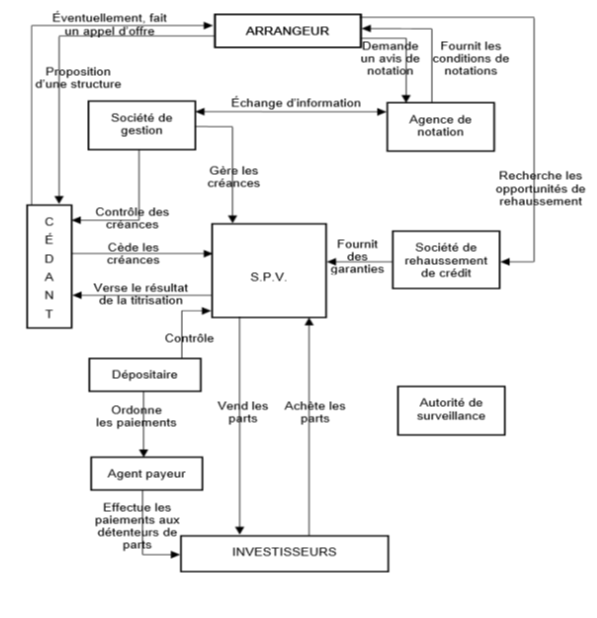 Éventuellement, fait
un appel d'offre
ARRANGEUR
Demande
un avis de
notation
Fournit les
conditions de
notations
Proposition
d'une structure
Société de
gestion
Échange d'information
Agence de
notation
Gère les
créances
Recherche les
opportunités de
rehaussement
C
É
D
A
N
T
Contrôle des
créances
Cède les
créances
Verse le résultat
de la titrisation
S.P.V.
Fournit
des
garanties
Société de
rehaussement
de crédit
Contrôle
Dépositaire
Ordonne
les paiements
Vend les
parts
Achète les
parts
Autorité de
surveillance
Agent payeur
Effectue les
paiements aux
détenteurs de
parts
INVESTISSEURS